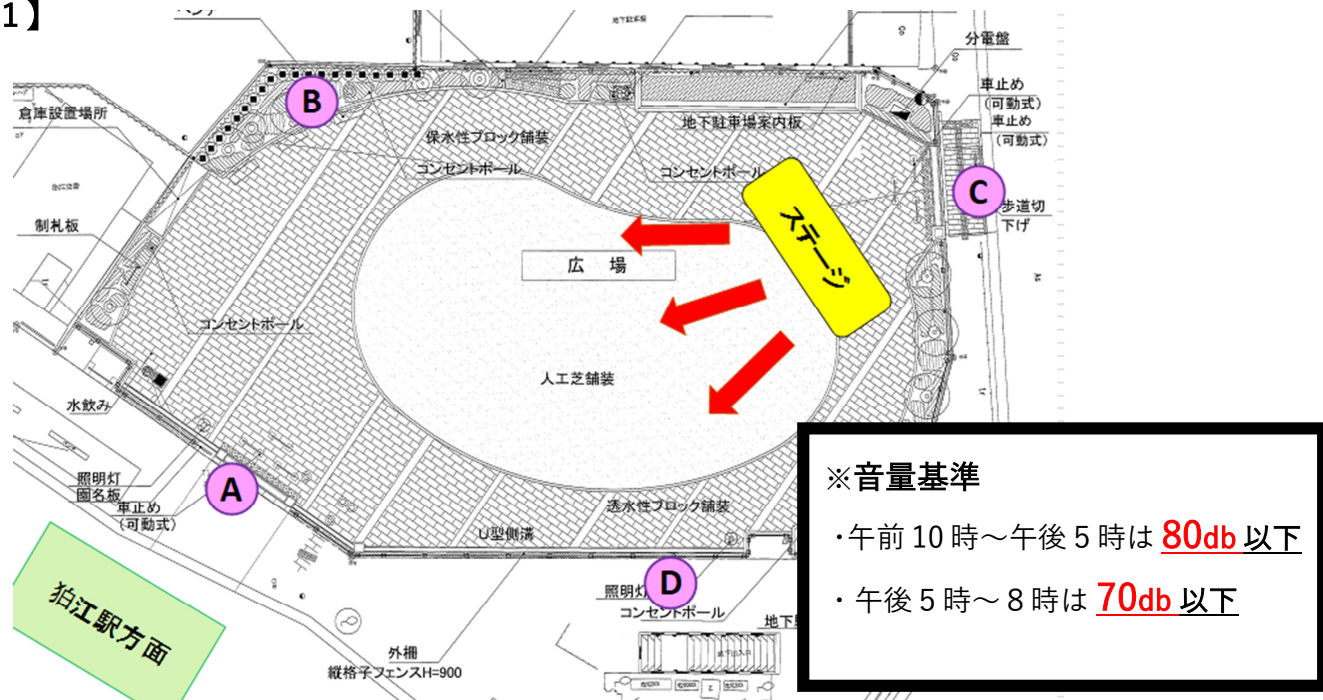 1】
地下駐車場
分電盤
車止め
(可動式)
車止め
(可動式)
B
倉庫設置場所
地下駐車場案内板
保水性ブロック舗装
コンセントポール
コンセントポール
C
歩道切
下げ
ステージ
制札板
広 場
コンセントポール
人工芝舗装
水飲み
照明灯
園名板
車止め
(可動式)
A
透水性ブロック舗装
U型側溝
D
照明灯
コンセントポール
狛江駅方面
外柵
縦格子フェンスH=900
地下
※音量基準
・午前10時～午後5時は 80db 以下
・午後5時～8時は 70db 以下